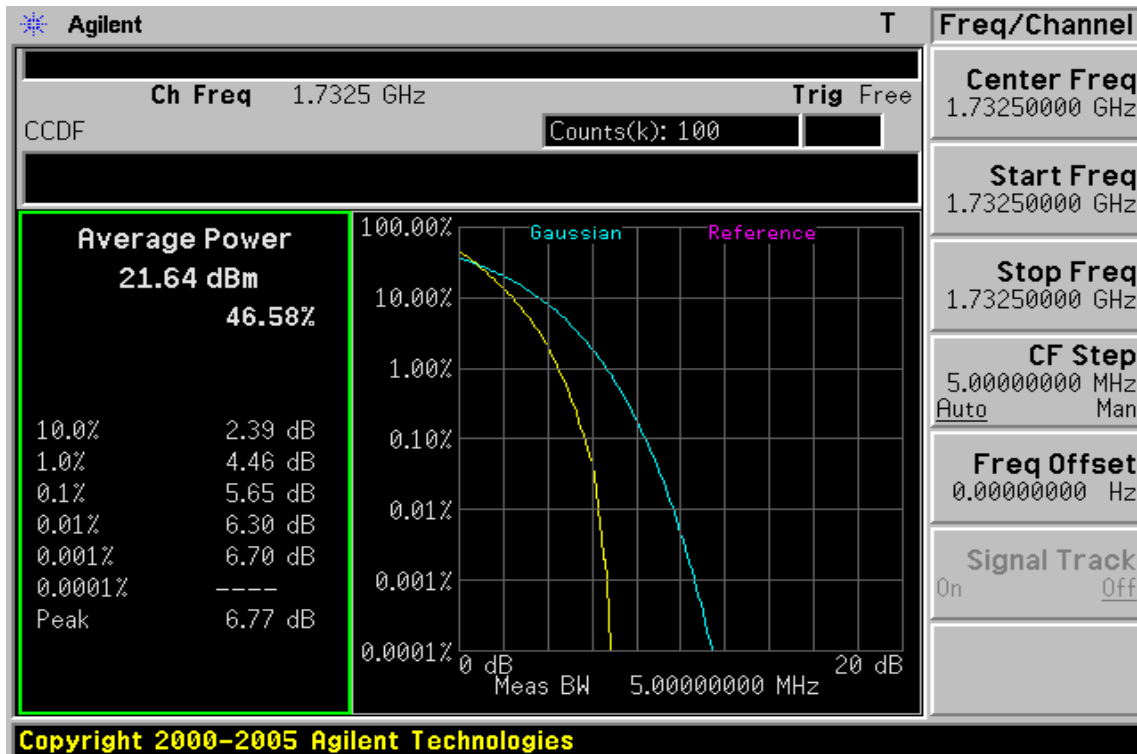 Agilent T
Freq/Channel
Ch Freq 1.7325 GHz Trig Free
CCDF Counts(k): 100
Average Power
21.64 dBm
46.58%
10.0% 2.39 dB
1.0% 4.46 dB
0.1% 5.65 dB
0.01% 6.30 dB
0.001% 6.70 dB
0.0001% ----
Peak 6.77 dB
Gaussian Reference
100.00%
10.00%
1.00%
0.10%
0.01%
0.001%
0.0001%
0 dB 20 dB
Meas BW 5.00000000 MHz
Center Freq
1.73250000 GHz
Start Freq
1.73250000 GHz
Stop Freq
1.73250000 GHz
CF Step
5.00000000 MHz
Auto Man
Freq Offset
0.00000000 Hz
Signal Track
On Off
Copyright 2000-2005 Agilent Technologies